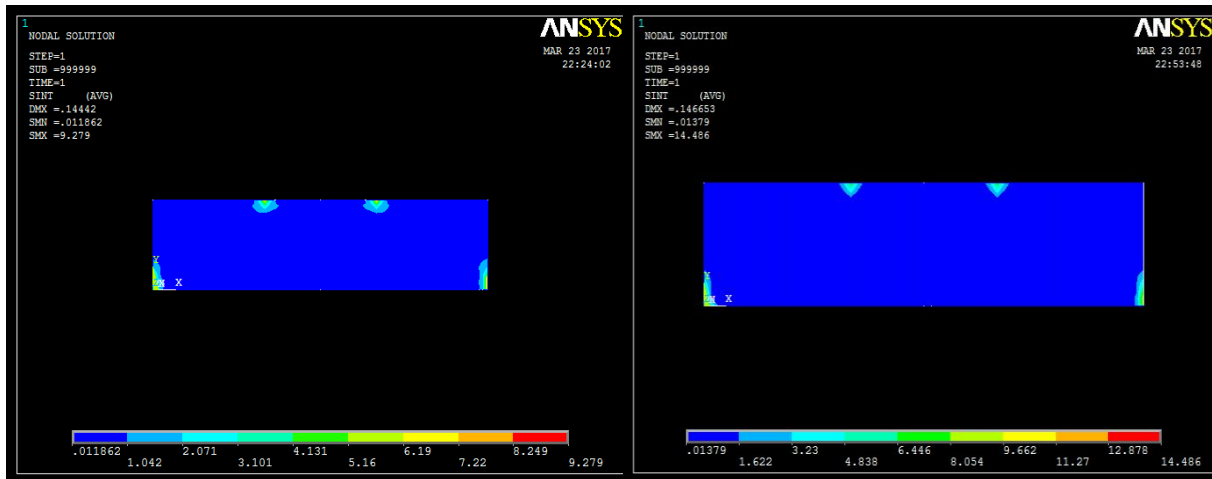 1
ANSYS
NODAL SOLUTION
MAR 23 2017
22:24:02
STEP=1
SUB =999999
TIME=1
SINT (AVG)
DMX =.14442
SMN =.011862
SMX =9.279
Y
X
.011862 2.071 4.131 6.19 8.249
1.042 3.101 5.16 7.22 9.279
1
ANSYS
NODAL SOLUTION
MAR 23 2017
22:53:48
STEP=1
SUB =999999
TIME=1
SINT (AVG)
DMX =.146653
SMN =.01379
SMX =14.486
Y
X
.01379 3.23 6.446 9.662 12.878
1.622 4.838 8.054 11.27 14.486